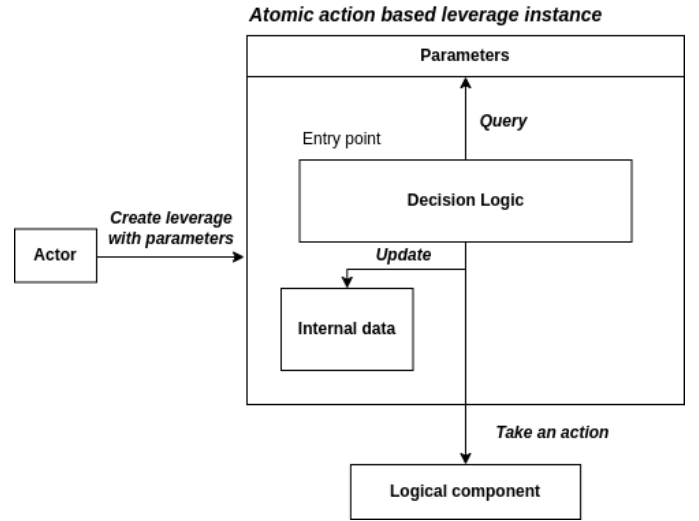 Atomic action based leverage instance
Parameters
Query
Entry point
Decision Logic
Create leverage
with parameters
Actor
Update
Internal data
Take an action
Logical component